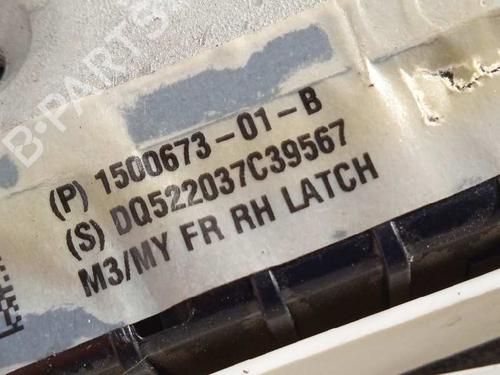 B-PARTS
(P) 1500673-01-B
(S) DQ522037C39567
M3/MY FR RH LATCH